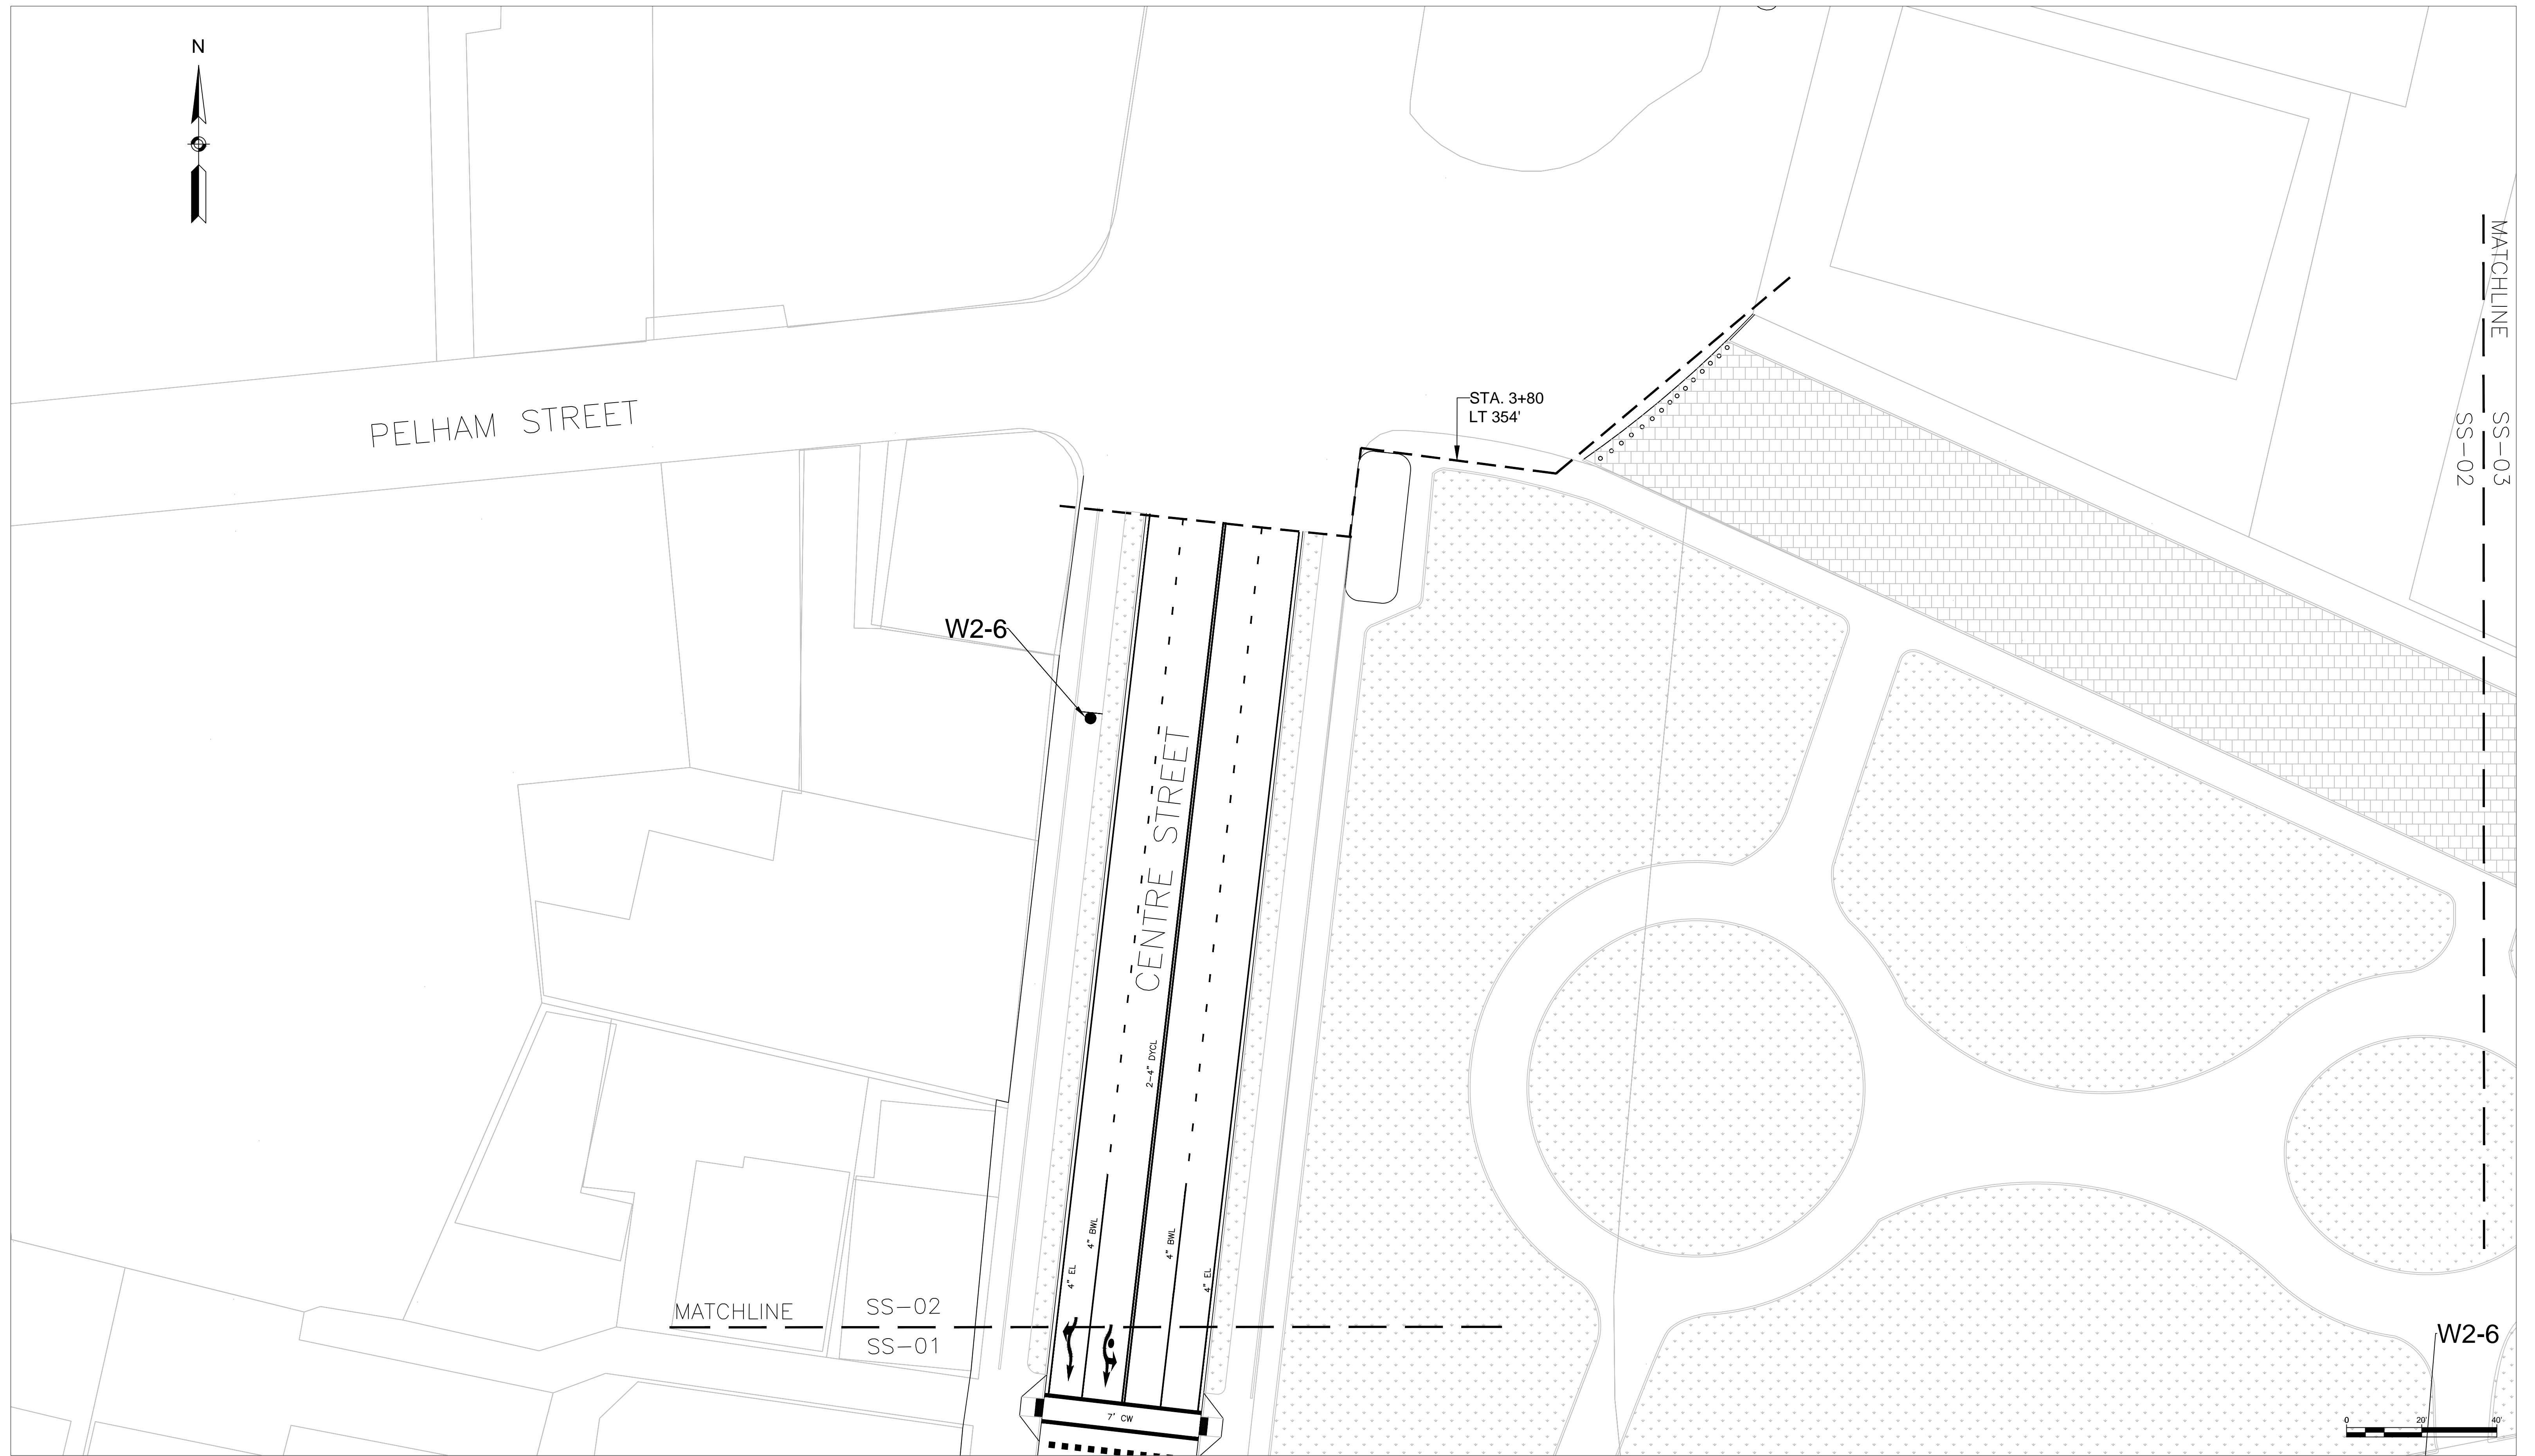 N
PELHAM STREET
STA. 3+80
LT 354'
MATCHLINE
SS-02
SS-03
W2-6
CENTRE STREET
2-4" DYCL
4" BWL
4" BWL
4" EL
4" EL
MATCHLINE
SS-02
SS-01
7' CW
W2-6
0 20' 40'